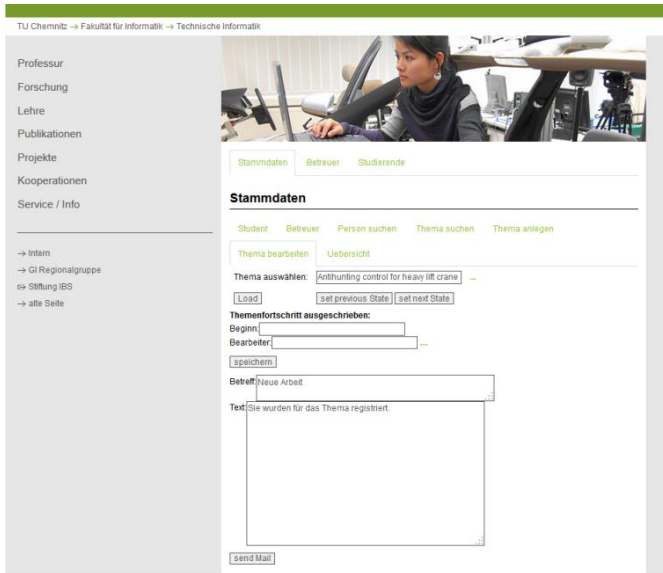 TU Chemnitz → Fakultät für Informatik → Technische Informatik
Professur
Forschung
Lehre
Publikationen
Projekte
Kooperationen
Service / Info
→ Intern
→ GI Regionalgruppe
⇨ Stiftung IBS
→ alte Seite
Stammdaten Betreuer Studierende
Stammdaten
Student Betreuer Person suchen Thema suchen Thema anlegen
Thema bearbeiten Uebersicht
Thema auswählen: Antihunting control for heavy lift crane ...
Load set previous State set next State
Themenfortschritt ausgeschrieben:
Beginn:
Bearbeiter: ...
speichern
Betreff: Neue Arbeit
Text: Sie wurden für das Thema registriert.
send Mail